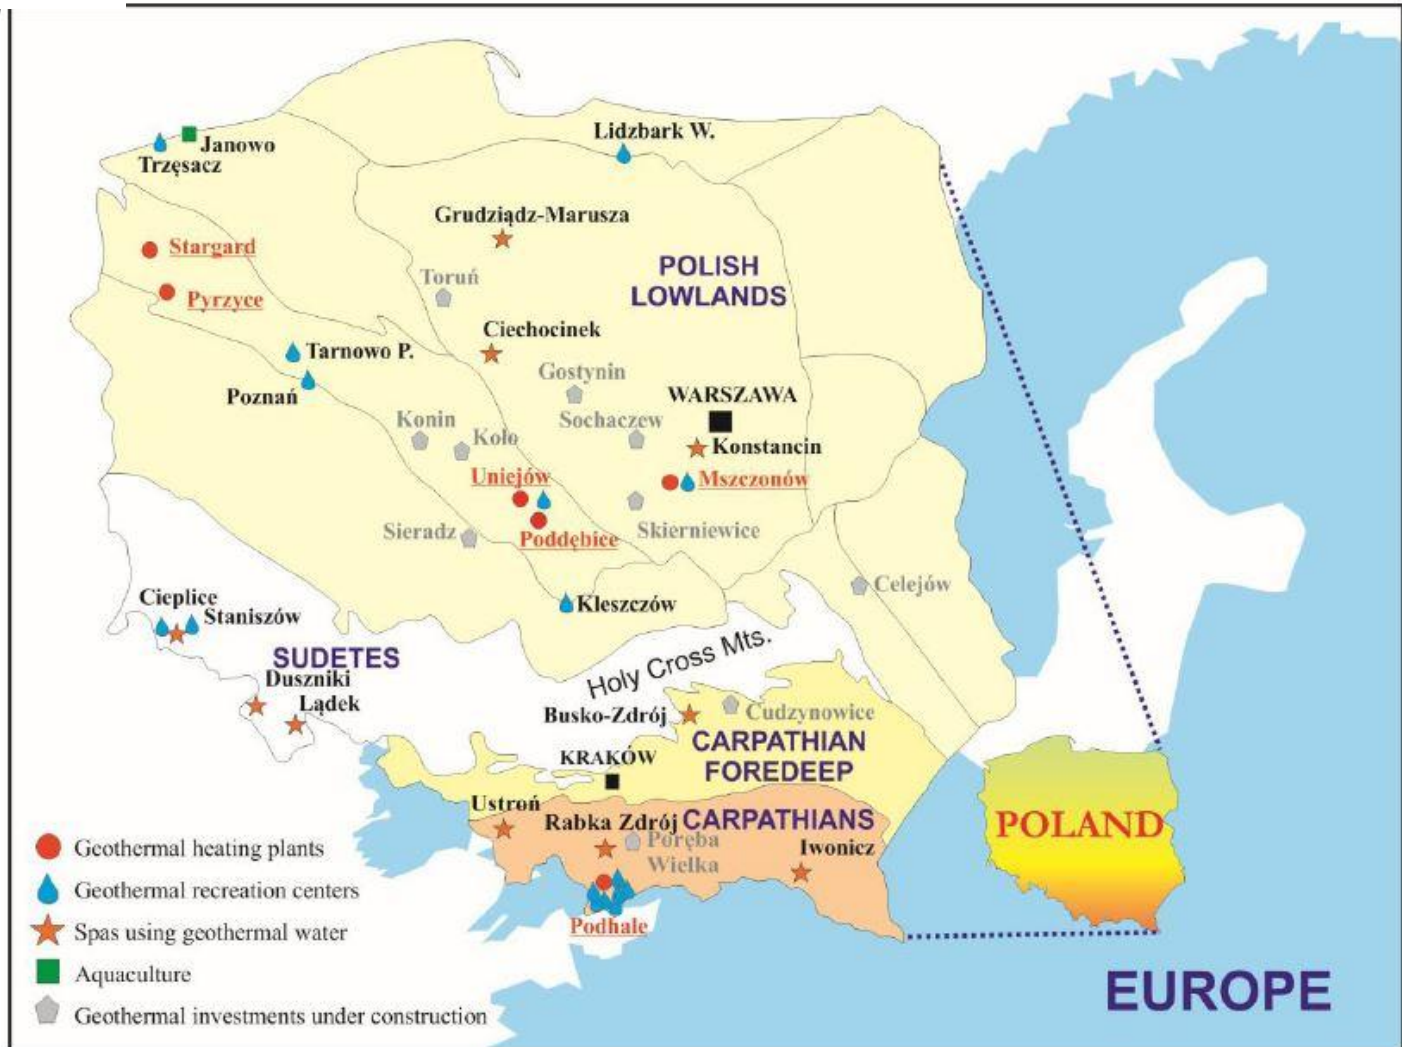 Lidzbark W.
Janowo
Trzęsacz
Grudziądz-Marusza
Stargard
POLISH
LOWLANDS
Toruń
Pyrzyce
Ciechocinek
Tarnowo P.
Gostynin
Poznań
WARSZAWA
Konin
Sochaczew
Koło
Konstancin
Uniejów
Mszczonów
Sieradz
Poddębice
Skierniewice
Celejów
Cieplice
Staniszów
Kleszczów
SUDETES
Holy Cross Mts.
Duszniki
Lądek
Busko-Zdrój
Cudzynowice
CARPATHIAN
FOREDEEP
KRAKÓW
Ustroń
Rabka Zdrój
CARPATHIANS
POLAND
Poręba
Wielka
Iwonicz
Podhale
Geothermal heating plants
Geothermal recreation centers
Spas using geothermal water
Aquaculture
Geothermal investments under construction
EUROPE